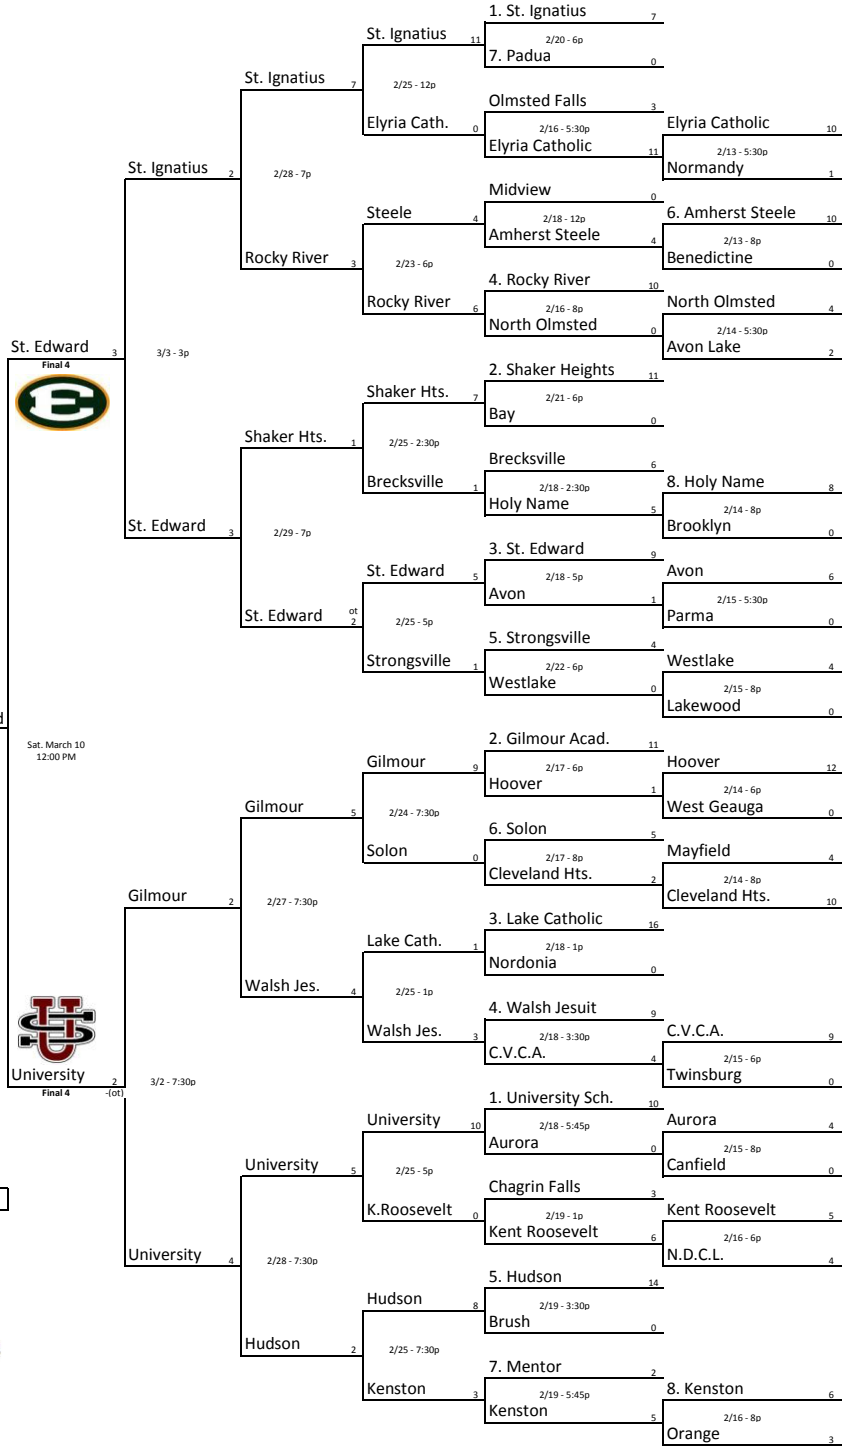 1. St. Ignatius 7
St. Ignatius 11
2/20 - 6p
7. Padua 0
St. Ignatius 7
2/25 - 12p
Olmsted Falls 3
Elyria Cath. 0
2/16 - 5:30p
Elyria Catholic 10
Elyria Catholic 11
2/13 - 5:30p
St. Ignatius 2
2/28 - 7p
Normandy 1
Midview 0
Steele 4
2/18 - 12p
6. Amherst Steele 10
Amherst Steele 4
2/13 - 8p
Rocky River 3
2/23 - 6p
Benedictine 0
4. Rocky River 10
Rocky River 6
2/16 - 8p
North Olmsted 4
North Olmsted 0
2/14 - 5:30p
St. Edward 3
3/3 - 3p
Avon Lake 2
Final 4
E
2. Shaker Heights 11
Shaker Hts. 7
2/21 - 6p
Bay 0
Shaker Hts. 1
2/25 - 2:30p
Brecksville 6
Brecksville 1
2/18 - 2:30p
8. Holy Name 8
Holy Name 5
2/14 - 8p
St. Edward 3
2/29 - 7p
Brooklyn 0
3. St. Edward 9
St. Edward 5
2/18 - 5p
Avon 6
Avon 1
2/15 - 5:30p
St. Edward ot 2
2/25 - 5p
Parma 0
5. Strongsville 4
Strongsville 1
2/22 - 6p
Westlake 4
Westlake 0
2/15 - 8p
Lakewood 0
d
Sat. March 10
12:00 PM
2. Gilmour Acad. 11
Gilmour 9
2/17 - 6p
Hoover 12
Hoover 1
2/14 - 6p
Gilmour 5
2/24 - 7:30p
West Geauga 0
6. Solon 5
Solon 0
2/17 - 8p
Mayfield 4
Cleveland Hts. 2
2/14 - 8p
Gilmour 2
2/27 - 7:30p
Cleveland Hts. 10
3. Lake Catholic 16
Lake Cath. 1
2/18 - 1p
Nordonia 0
Walsh Jes. 4
2/25 - 1p
4. Walsh Jesuit 9
Walsh Jes. 3
2/18 - 3:30p
C.V.C.A. 9
C.V.C.A. 4
2/15 - 6p
US
University 2
3/2 - 7:30p
Twinsburg 0
Final 4 -(ot)
1. University Sch. 10
University 10
2/18 - 5:45p
Aurora 4
Aurora 0
2/15 - 8p
University 5
2/25 - 5p
Canfield 0
Chagrin Falls 3
K.Roosevelt 0
2/19 - 1p
Kent Roosevelt 5
Kent Roosevelt 6
2/16 - 6p
University 4
2/28 - 7:30p
N.D.C.L. 4
5. Hudson 14
Hudson 8
2/19 - 3:30p
Brush 0
Hudson 2
2/25 - 7:30p
7. Mentor 2
Kenston 3
2/19 - 5:45p
8. Kenston 6
Kenston 5
2/16 - 8p
Orange 3